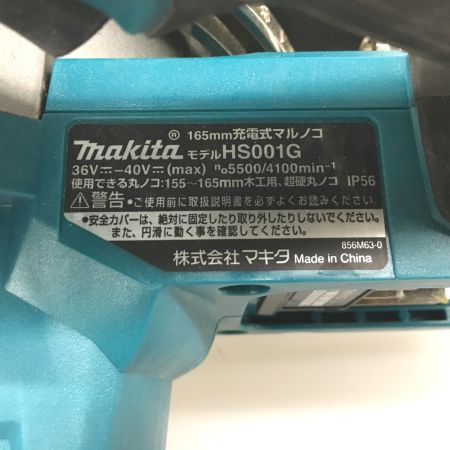 ® 165mm充電式マルノコ
makita モデルHS001G
36V⎓-40V⎓(max) n₀5500/4100min⁻¹
使用できる丸ノコ:155~165mm木工用、超硬丸ノコ IP56
⚠警告 ●ご使用前に取扱説明書を必ずよくお読みください。
●安全カバーは、絶対に固定したり取り外したりしないでください。
また、円滑に動く事を確認してください。
856M63-0
株式会社マキタ Made in China